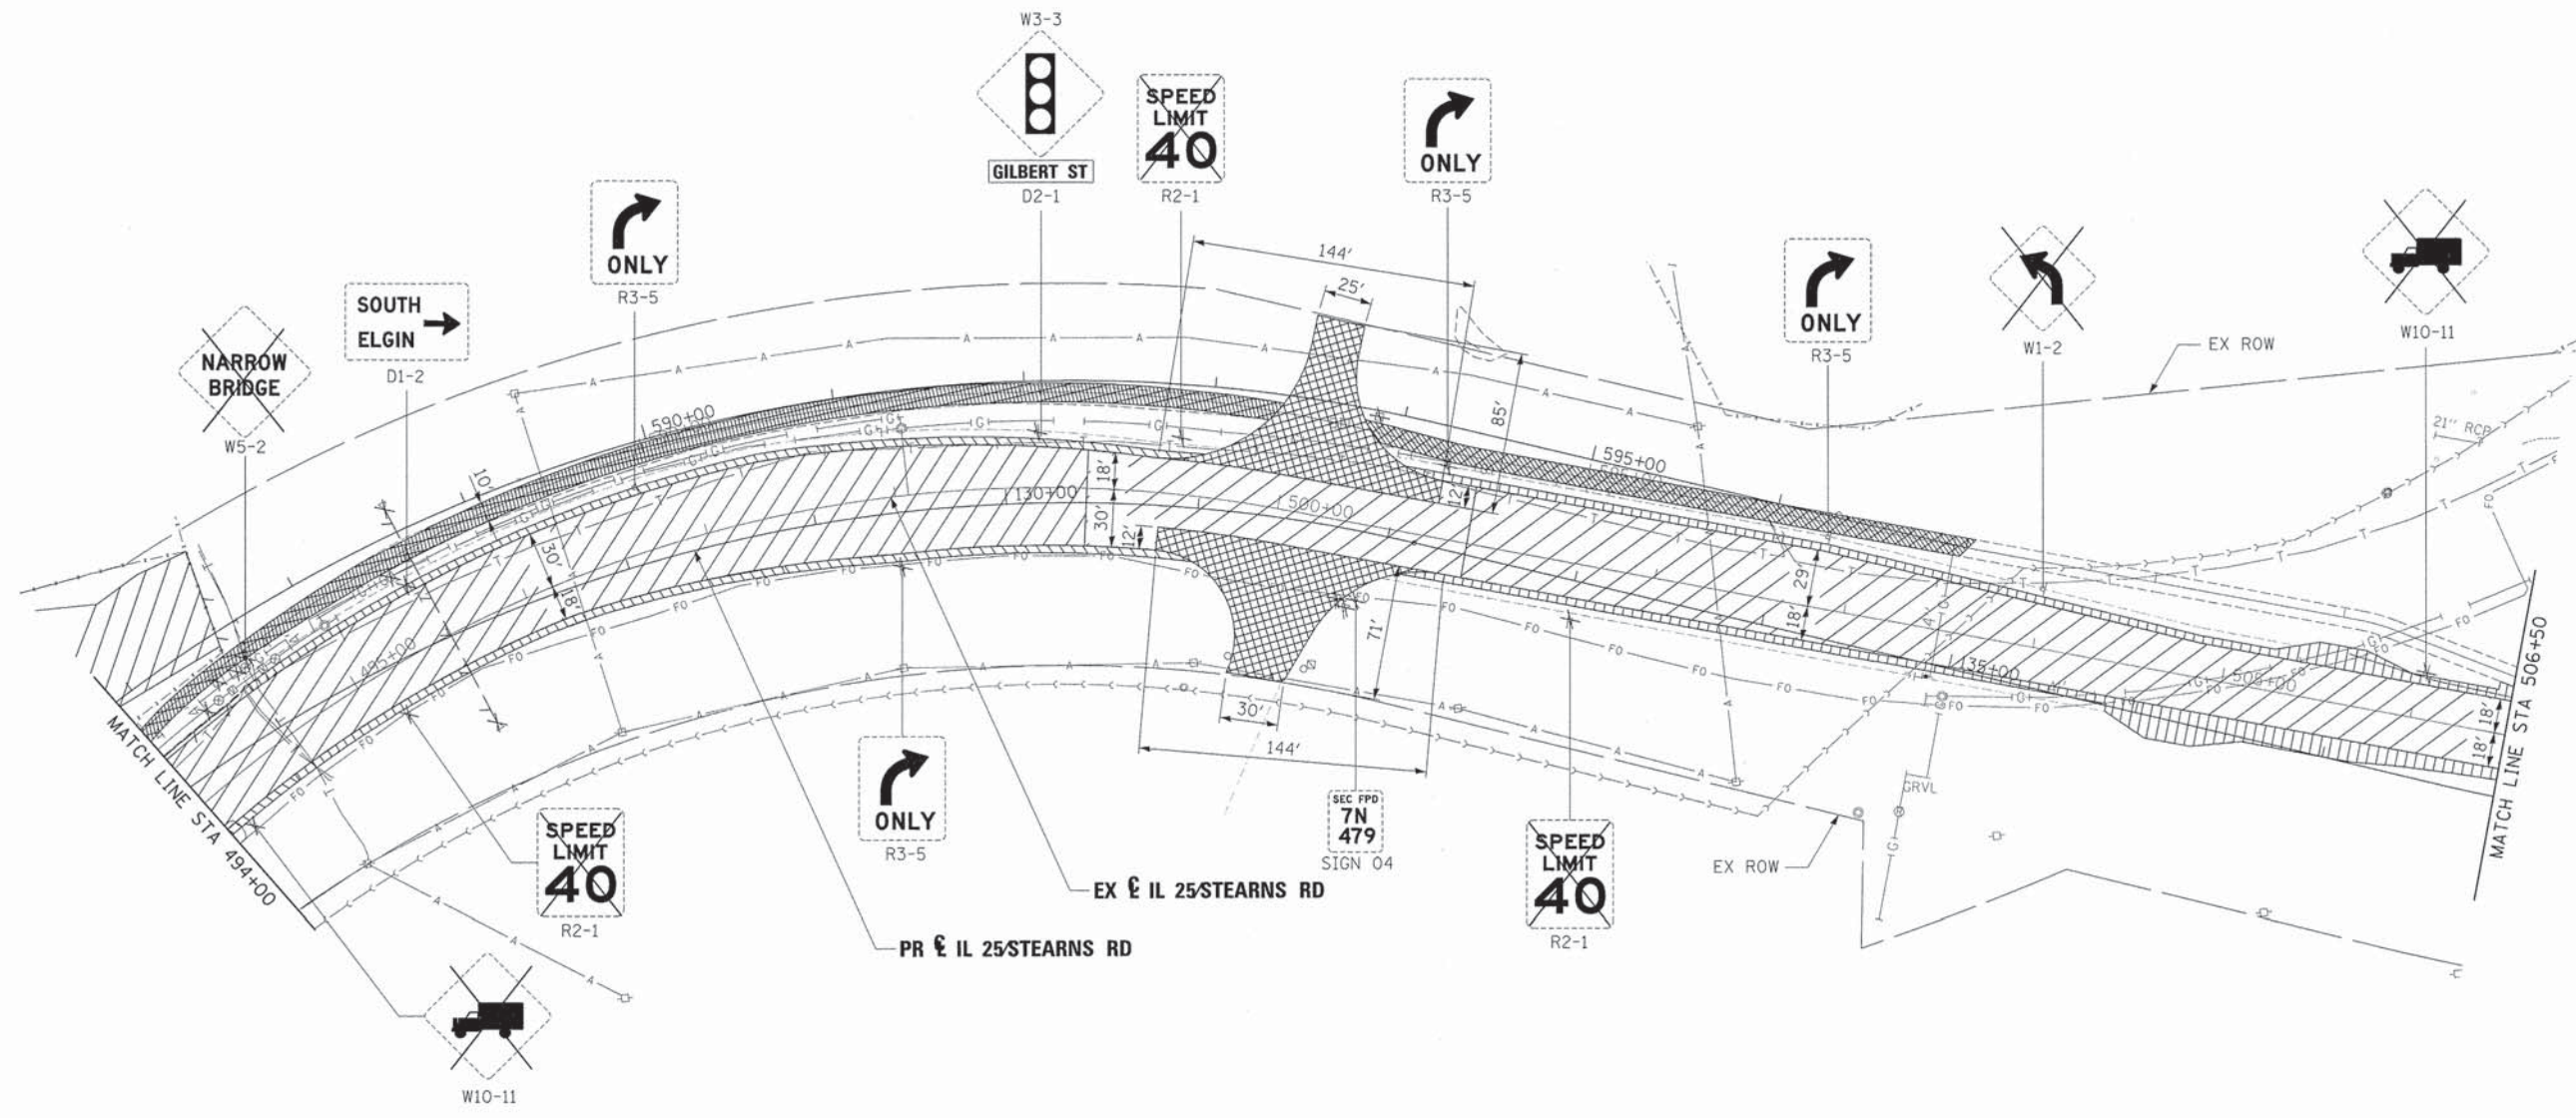 W3-3
GILBERT ST
D2-1
SPEED
LIMIT
40
R2-1
ONLY
R3-5
ONLY
R3-5
SOUTH
ELGIN
D1-2
NARROW
BRIDGE
W5-2
144'
25'
85'
ONLY
R3-5
W1-2
W10-11
EX ROW
21" RCP
590+00
595+00
10'
30'
18'
18'
30'
12'
12'
130+00
500+00
495+00
29'
18'
135+00
505+00
18'
18'
71'
30'
144'
MATCH LINE STA 494+00
MATCH LINE STA 506+50
ONLY
R3-5
SPEED
LIMIT
40
R2-1
SEC FPD
7N
479
SIGN 04
SPEED
LIMIT
40
R2-1
GRVL
EX ROW
EX ℄ IL 25/STEARNS RD
PR ℄ IL 25/STEARNS RD
W10-11